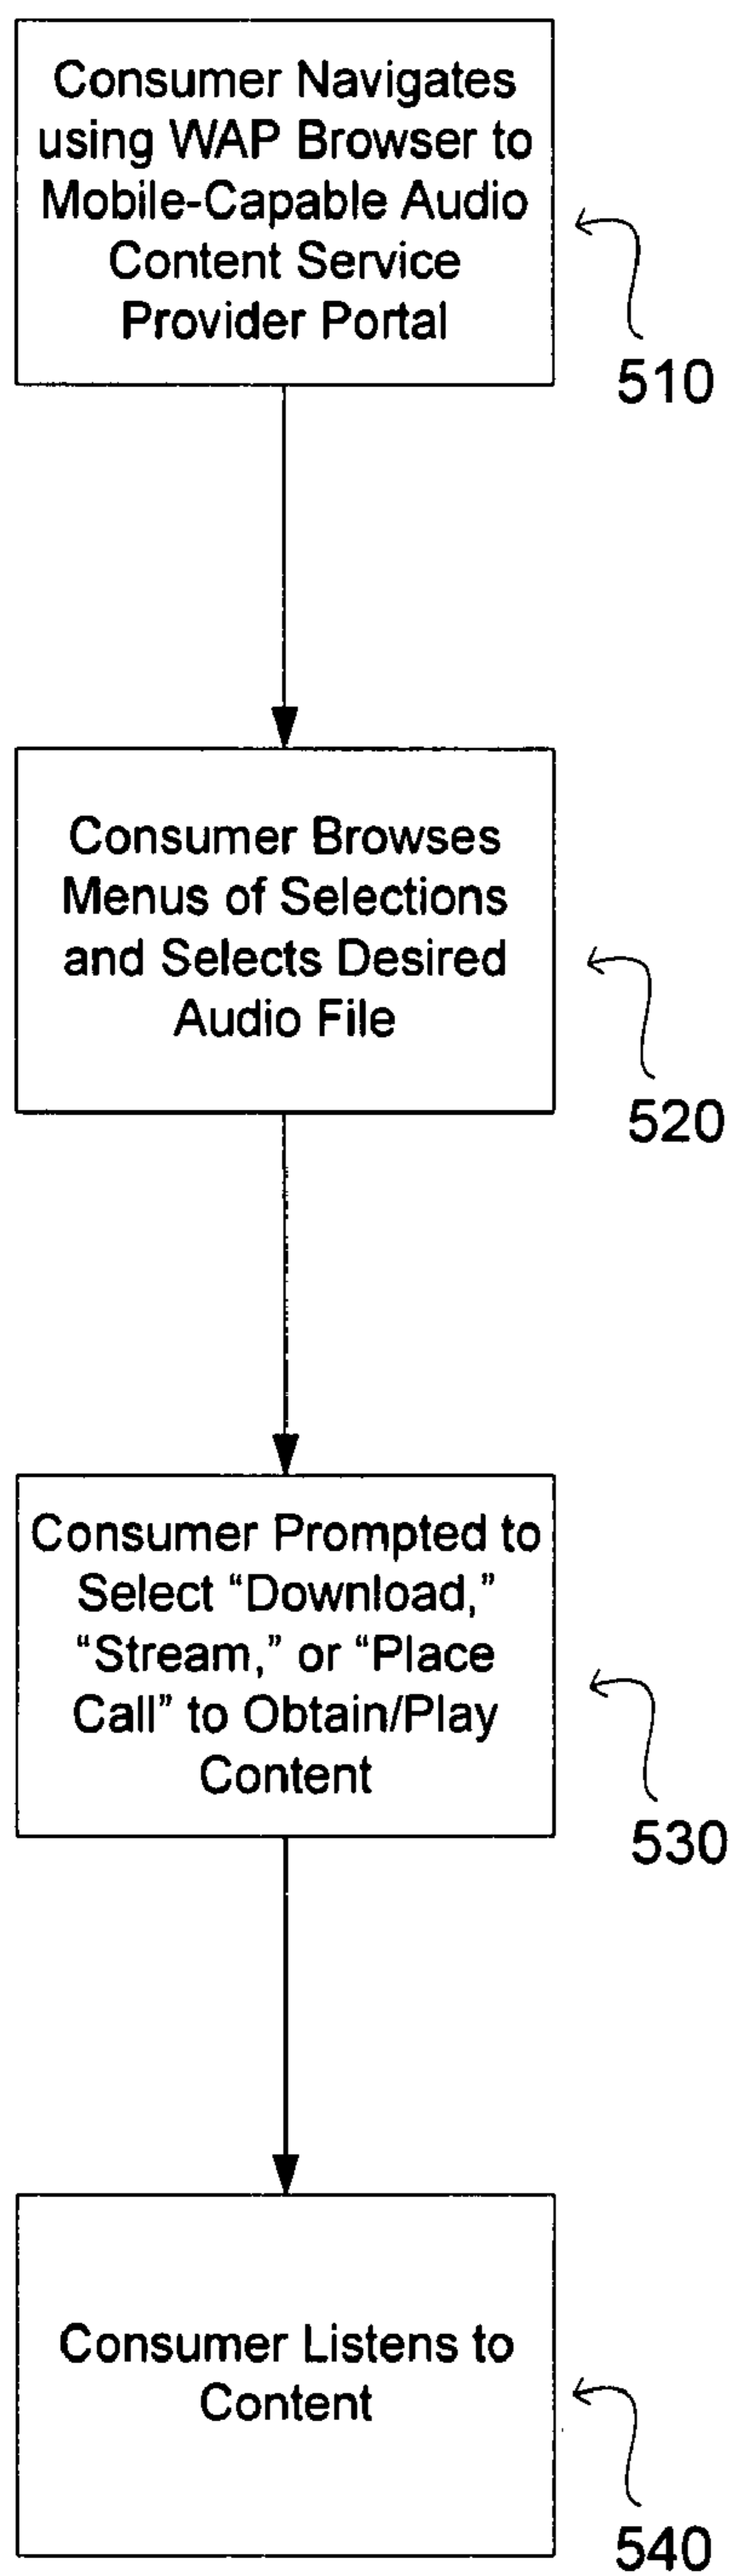 Consumer Navigates
using WAP Browser to
Mobile-Capable Audio
Content Service
Provider Portal
510
Consumer Browses
Menus of Selections
and Selects Desired
Audio File
520
Consumer Prompted to
Select “Download,”
“Stream,” or “Place
Call” to Obtain/Play
Content
530
Consumer Listens to
Content
540